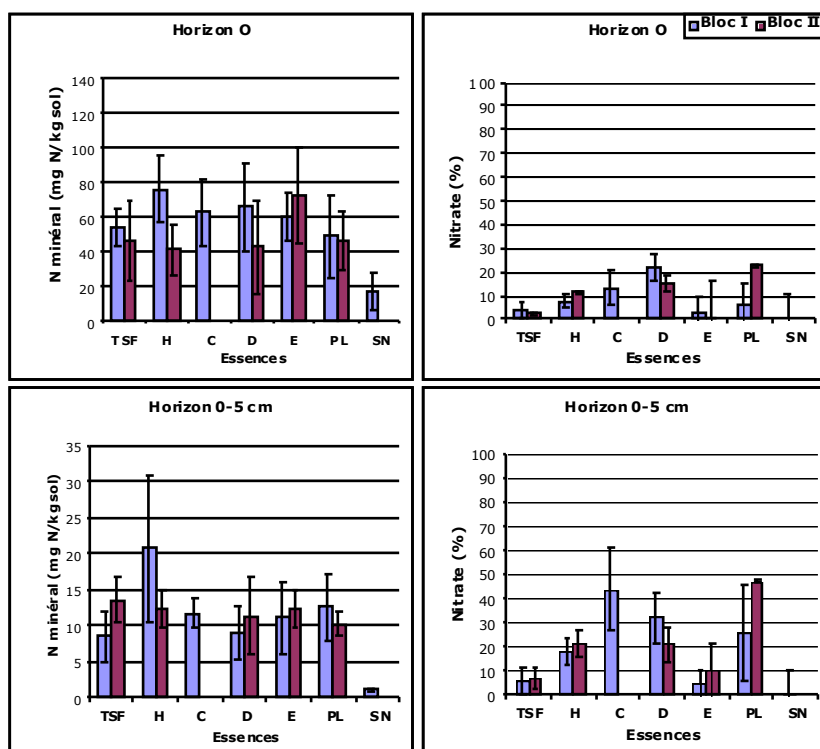 Horizon O
N minéral (mg N/kg sol)
140
120
100
80
60
40
20
0
TSF H C D E PL SN
Essences
Horizon O
Bloc I Bloc II
Nitrate (%)
100
90
80
70
60
50
40
30
20
10
0
TSF H C D E PL SN
Essences
Horizon 0-5 cm
N minéral (mg N/kgsol)
35
30
25
20
15
10
5
0
TSF H C D E PL SN
Essences
Horizon 0-5 cm
Nitrate (%)
100
90
80
70
60
50
40
30
20
10
0
TSF H C D E PL SN
Essences